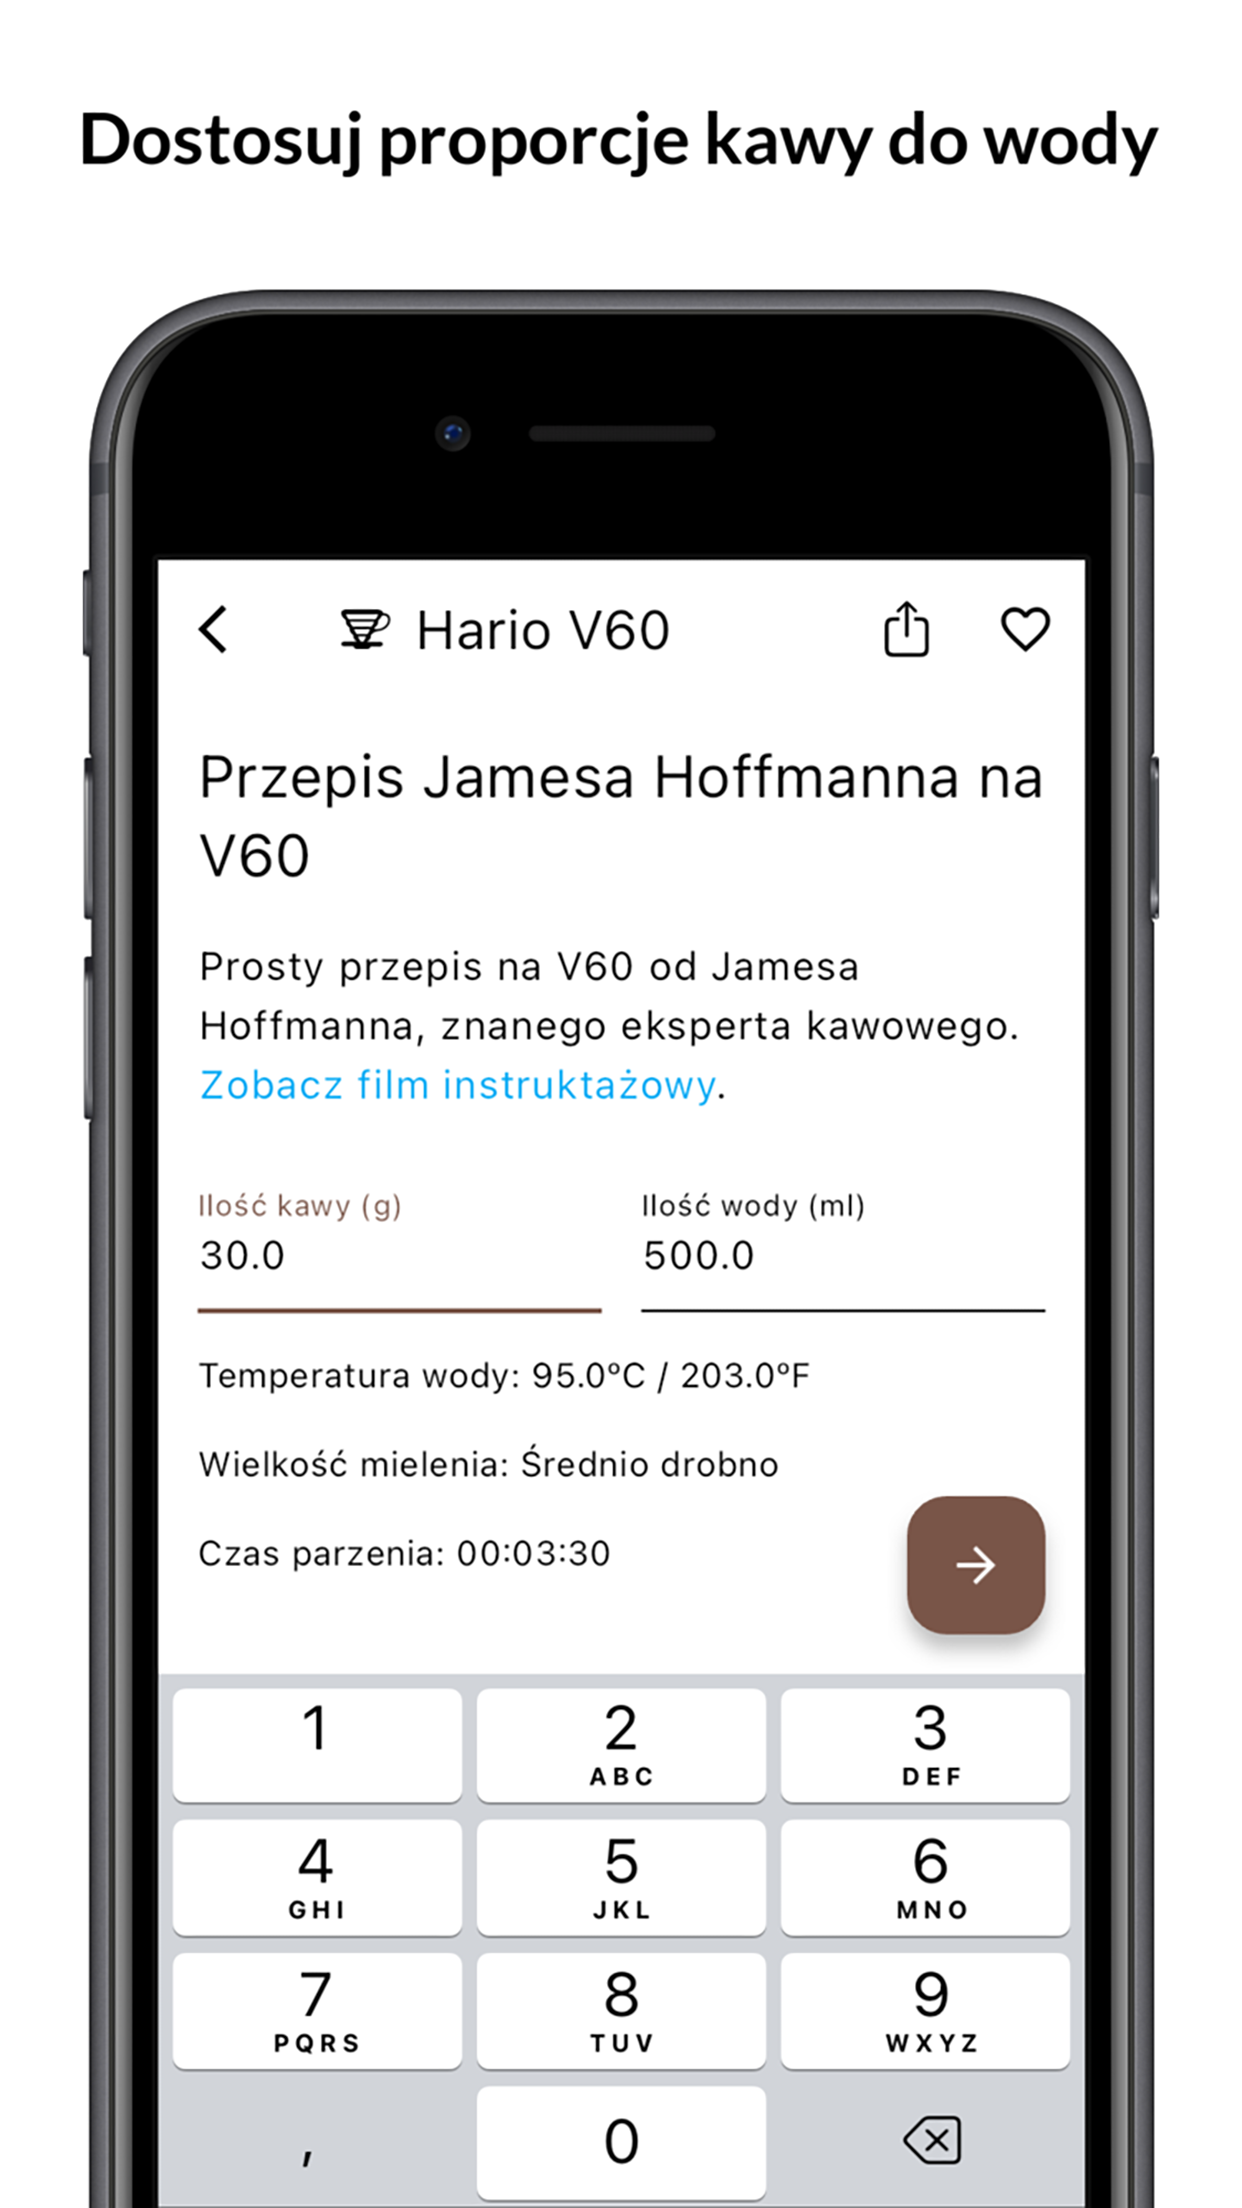 Dostosuj proporcje kawy do wody
Hario V60
Przepis Jamesa Hoffmanna na
V60
Prosty przepis na V60 od Jamesa
Hoffmanna, znanego eksperta kawowego.
Zobacz film instruktażowy.
Ilość kawy (g)
Ilość wody (ml)
30.0
500.0
Temperatura wody: 95.0ºC / 203.0ºF
Wielkość mielenia: Średnio drobno
Czas parzenia: 00:03:30
1
2
3
ABC
DEF
4
5
6
GHI
JKL
MNO
7
8
9
PQRS
TUV
WXYZ
,
0